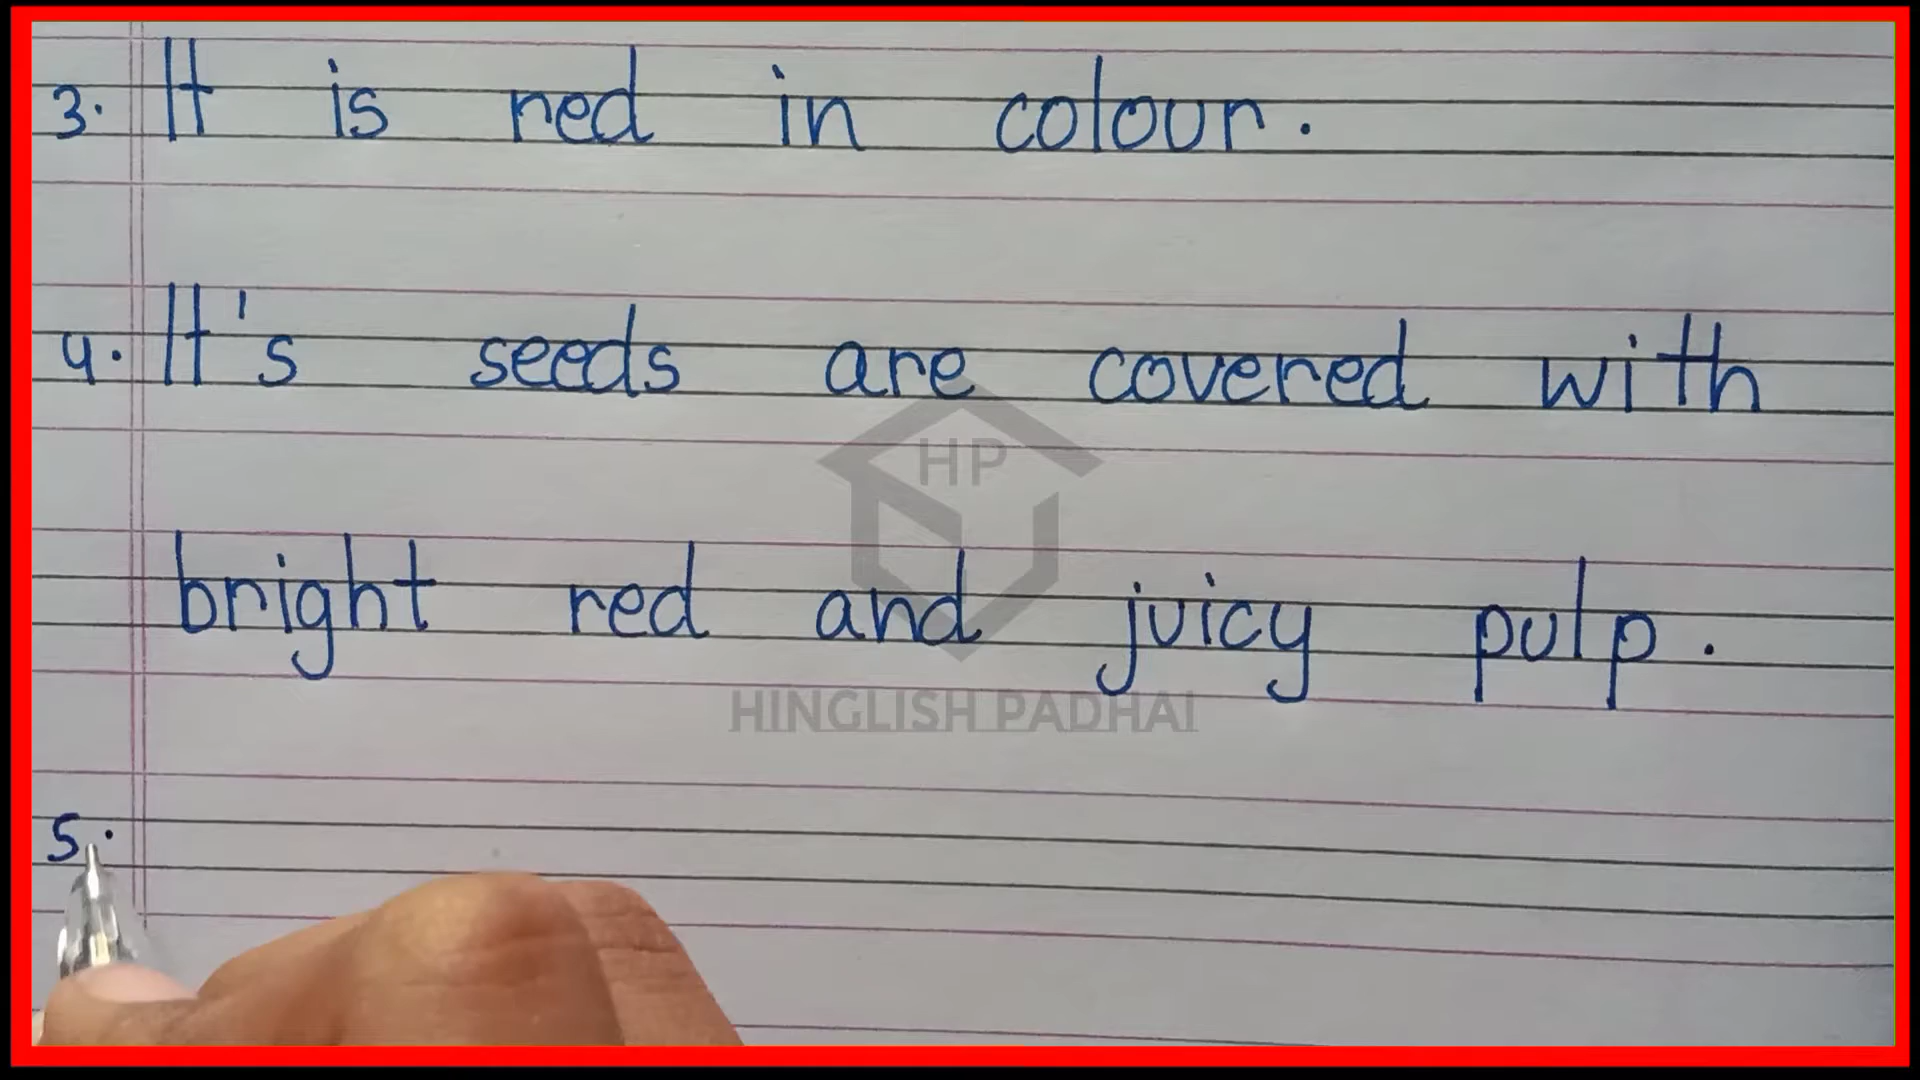 3. It is red in colour.
4. It's seeds are covered with
HP
bright red and juicy pulp.
HINGLISH PADHAI
5.